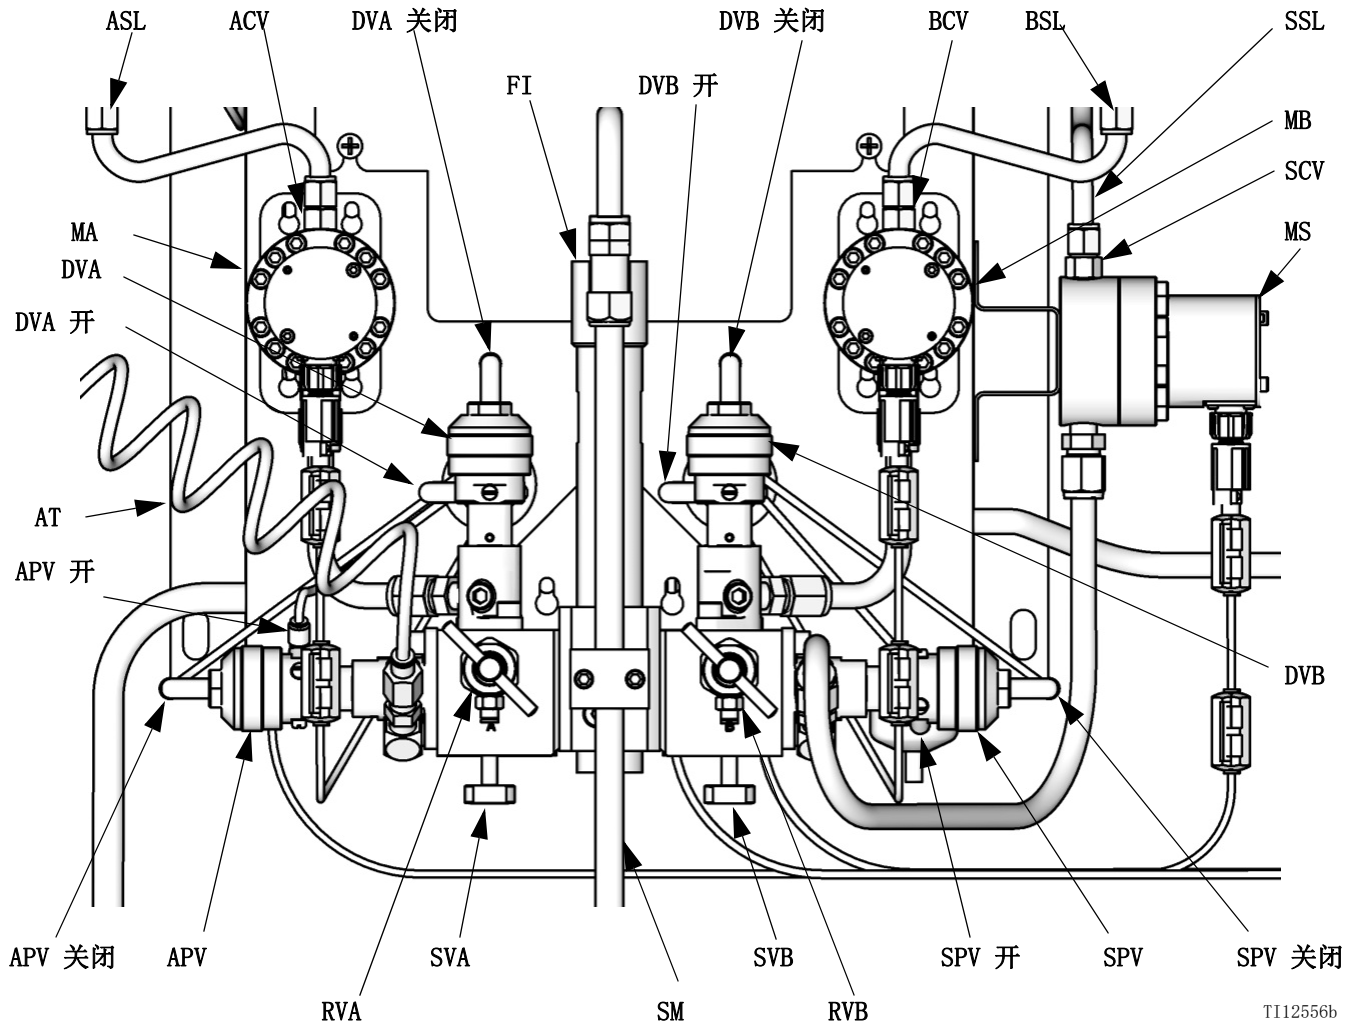 ASL ACV DVA 关闭 DVB 关闭 BCV BSL SSL
FI DVB 开
MB
SCV
MA MS
DVA
DVA 开
AT
APV 开
DVB
A B
APV 关闭 APV SVA SVB SPV 开 SPV SPV 关闭
RVA SM RVB
TI12556b